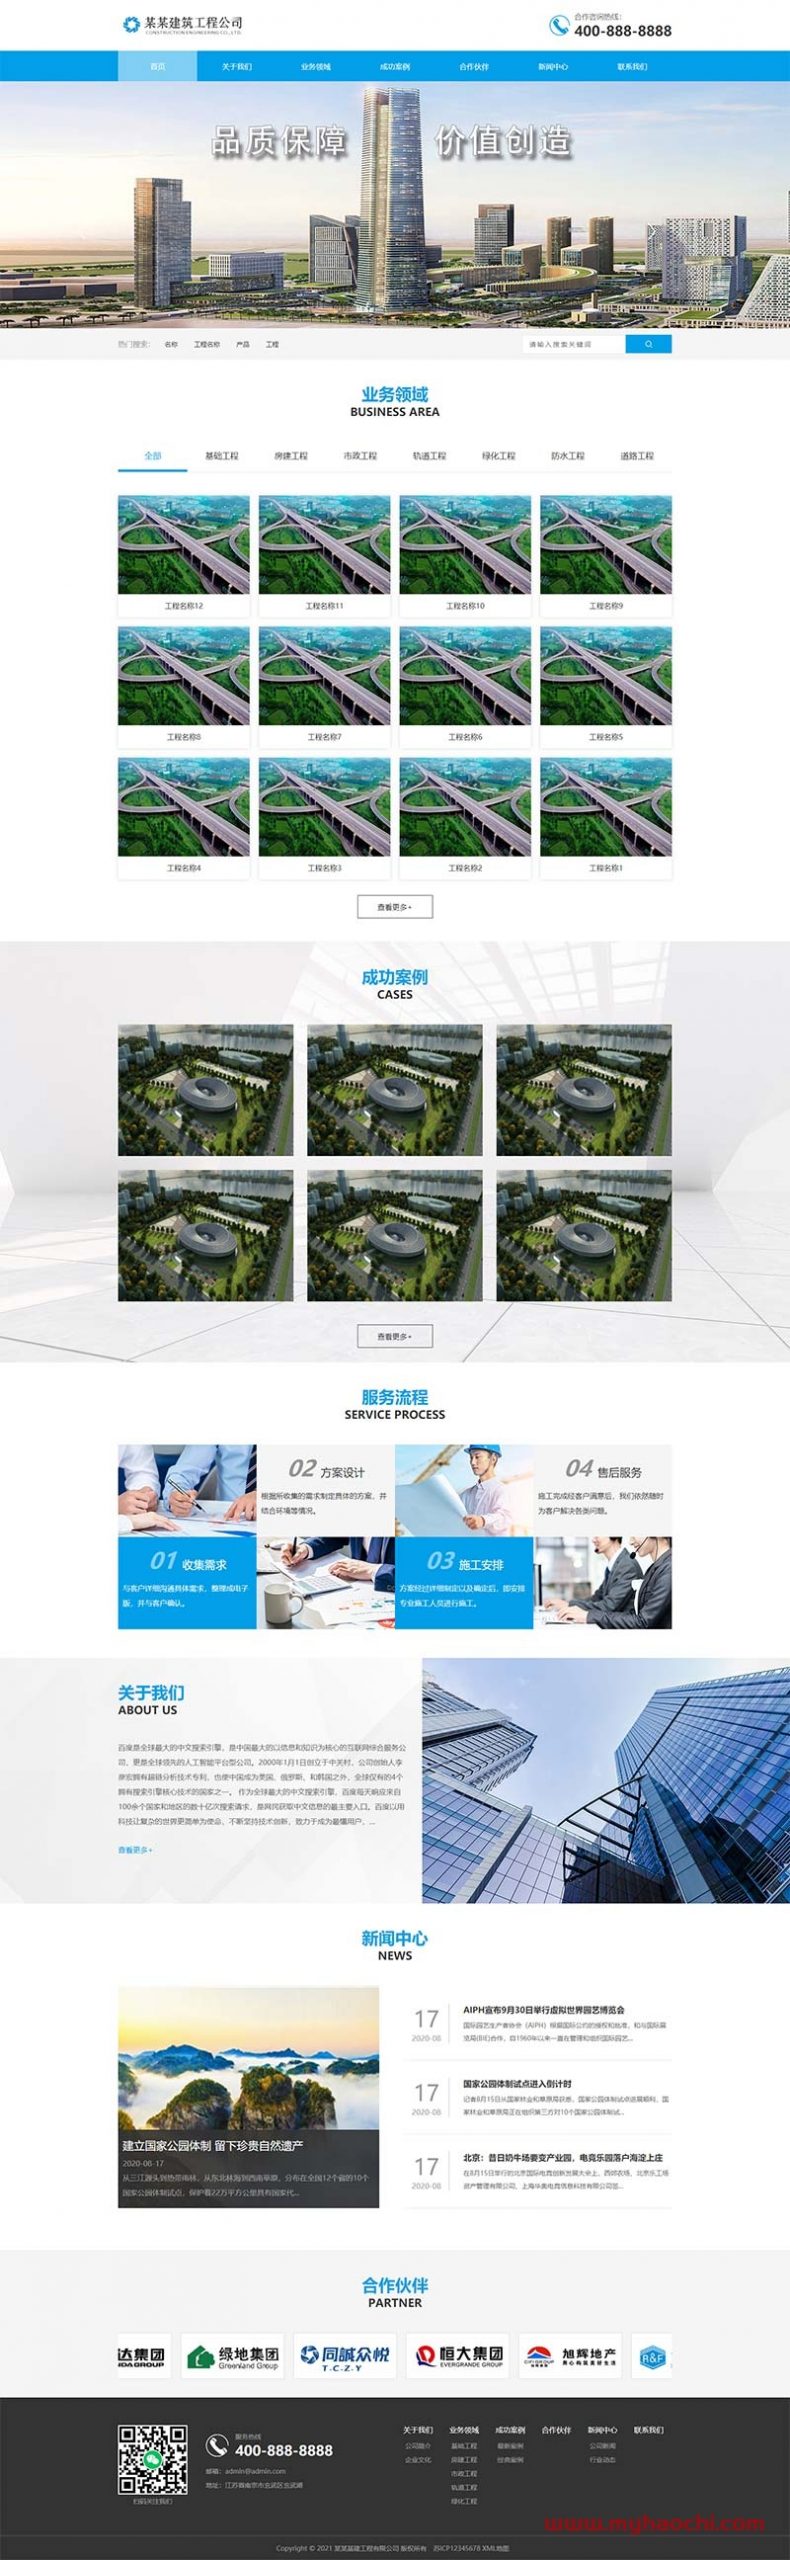 某某建筑工程公司
CONSTRUCTION ENGINEERING CO., LTD.
合作咨询热线：
400-888-8888
首页 关于我们 业务领域 成功案例 合作伙伴 新闻中心 联系我们
品质保障 价值创造
热门搜索： 名称 工程名称 产品 工程
请输入搜索关键词
业务领域
BUSINESS AREA
全部 基础工程 房建工程 市政工程 轨道工程 绿化工程 防水工程 道路工程
工程名称12 工程名称11 工程名称10 工程名称9
工程名称8 工程名称7 工程名称6 工程名称5
工程名称4 工程名称3 工程名称2 工程名称1
查看更多+
成功案例
CASES
查看更多+
服务流程
SERVICE PROCESS
02 方案设计
根据所收集的需求制定具体的方案，并
结合环境等情况。
04 售后服务
施工完成经客户满意后，我们依然随时
为客户解决各类问题。
01 收集需求
与客户详细沟通具体需求，整理成电子
版，并与客户确认。
03 施工安排
方案经过详细制定以及确定后，即安排
专业施工人员进行施工。
关于我们
ABOUT US
百度是全球最大的中文搜索引擎，是中国最大的以信息和知识为核心的互联网综合服务公
司，更是全球领先的人工智能平台型公司。2000年1月1日创立于中关村，公司创始人李
彦宏拥有超链分析技术专利，也使中国成为美国、俄罗斯、和韩国之外，全球仅有的4个
拥有搜索引擎核心技术的国家之一。 作为全球最大的中文搜索引擎，百度每天响应来自
100余个国家和地区的数十亿次搜索请求，是网民获取中文信息的最主要入口。百度以用
科技让复杂的世界更简单为使命，不断坚持技术创新，致力于成为最懂用户，...
查看更多+
新闻中心
NEWS
建立国家公园体制 留下珍贵自然遗产
2020-08-17
从三江源头到热带雨林，从东北林海到西南草原，分布在全国12个省的10个
国家公园体制试点，保护着22万平方公里具有国家代...
17
2020-08
AIPH宣布9月30日举行虚拟世界园艺博览会
国际园艺生产者协会（AIPH）根据国际公约的授权和批准，和与国际展
览局(BIE)合作，自1960年以来一直在管理和组织国际园艺...
17
2020-08
国家公园体制试点进入倒计时
记者8月15日从国家林业和草原局获悉，国家公园体制试点进展顺利，国
家林业和草原局正在组织第三方对10个国家公园体制试...
17
2020-08
北京：昔日奶牛场要变产业园，电竞乐园落户海淀上庄
在8月15日举行的北京国际电竞创新发展大会上，西郊农场、北京乐工场
资产管理有限公司、上海华奥电竞信息科技有限公司签...
合作伙伴
PARTNER
达集团
NDA GROUP
绿地集团
Greenland Group
同誠众悦
T·C·Z·Y
恒大集团
EVERGRANDE GROUP
CIFI GROUP
旭辉地产
用心构筑美好生活
R&F
扫码关注我们
服务热线
400-888-8888
邮箱：admin@admin.com
地址：江苏省南京市玄武区玄武湖
关于我们 业务领域 成功案例 合作伙伴 新闻中心 联系我们
公司简介 基础工程 最新案例 公司新闻
企业文化 房建工程 经典案例 行业动态
市政工程
轨道工程
绿化工程
www.myhaochi.com
Copyright © 2021 某某基建工程有限公司 版权所有 苏ICP12345678 XML地图